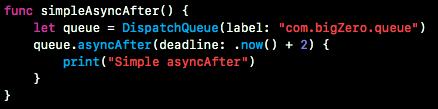 func simpleAsyncAfter() {
    let queue = DispatchQueue(label: "com.bigZero.queue")
    queue.asyncAfter(deadline: .now() + 2) {
        print("Simple asyncAfter")
    }
}